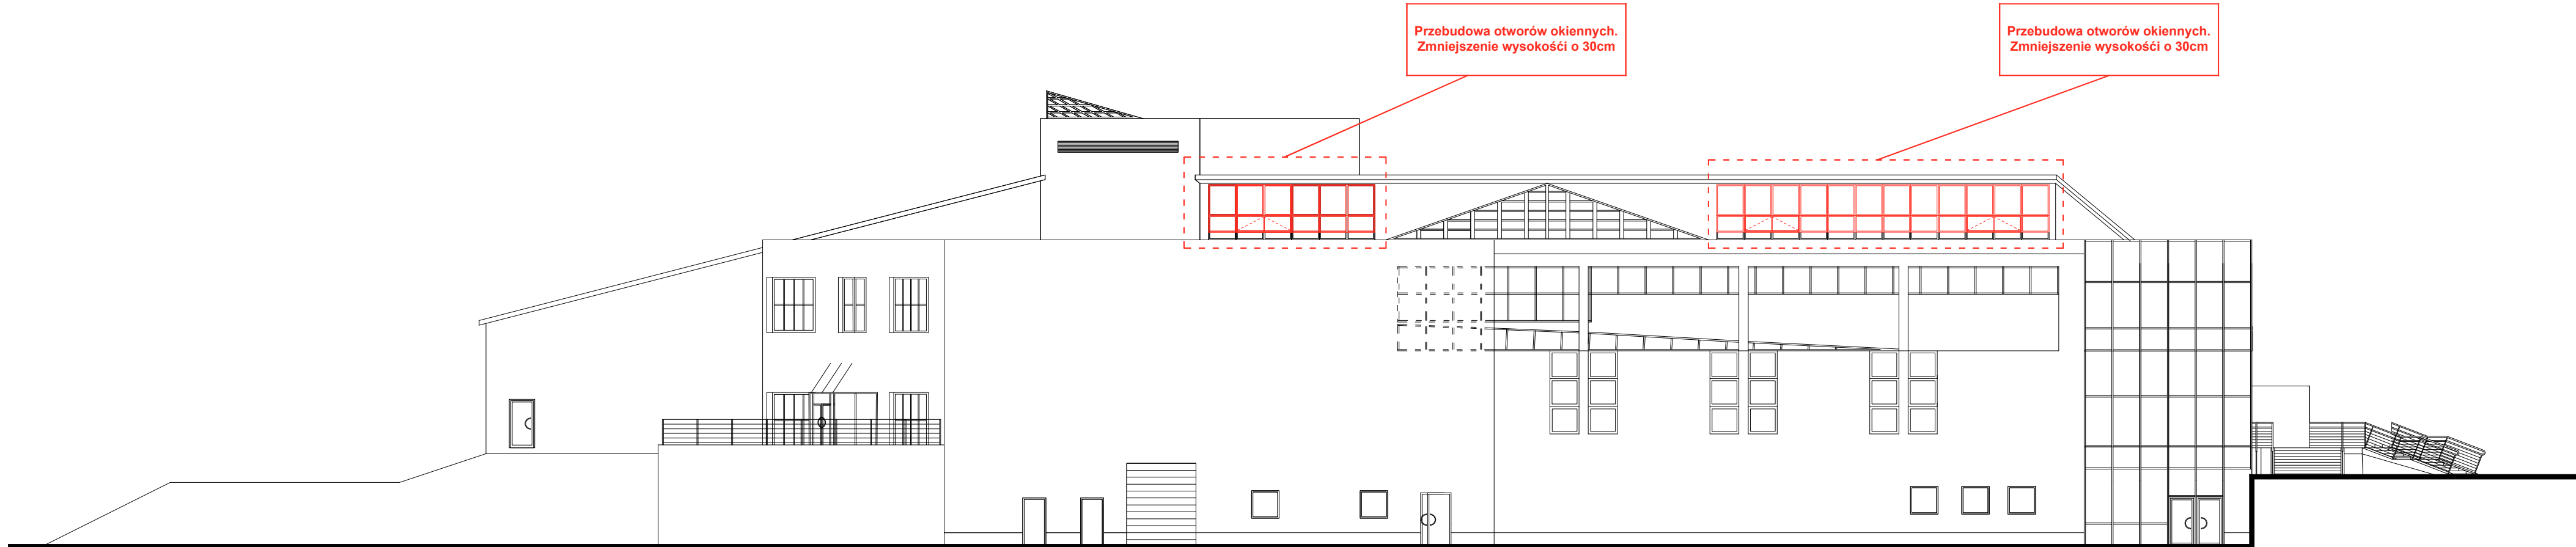 Przebudowa otworów okiennych.
Zmniejszenie wysokośći o 30cm
Przebudowa otworów okiennych.
Zmniejszenie wysokośći o 30cm